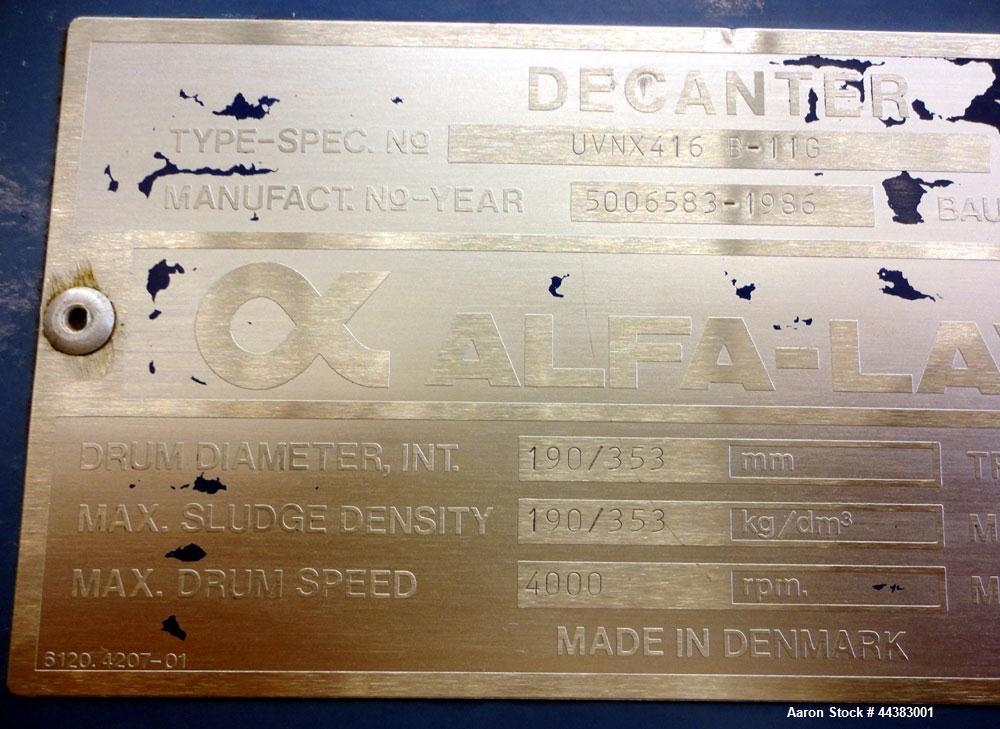 DECANTER
TYPE-SPEC. Nº UVNX416 B-11G
MANUFACT. Nº-YEAR 5006583-1986 BAU
ALFA-LA
DRUM DIAMETER, INT. 190/353 mm
MAX. SLUDGE DENSITY 190/353 kg/dm³ M
MAX. DRUM SPEED 4000 rpm. M
MADE IN DENMARK
6120. 4207-01
Aaron Stock # 44383001